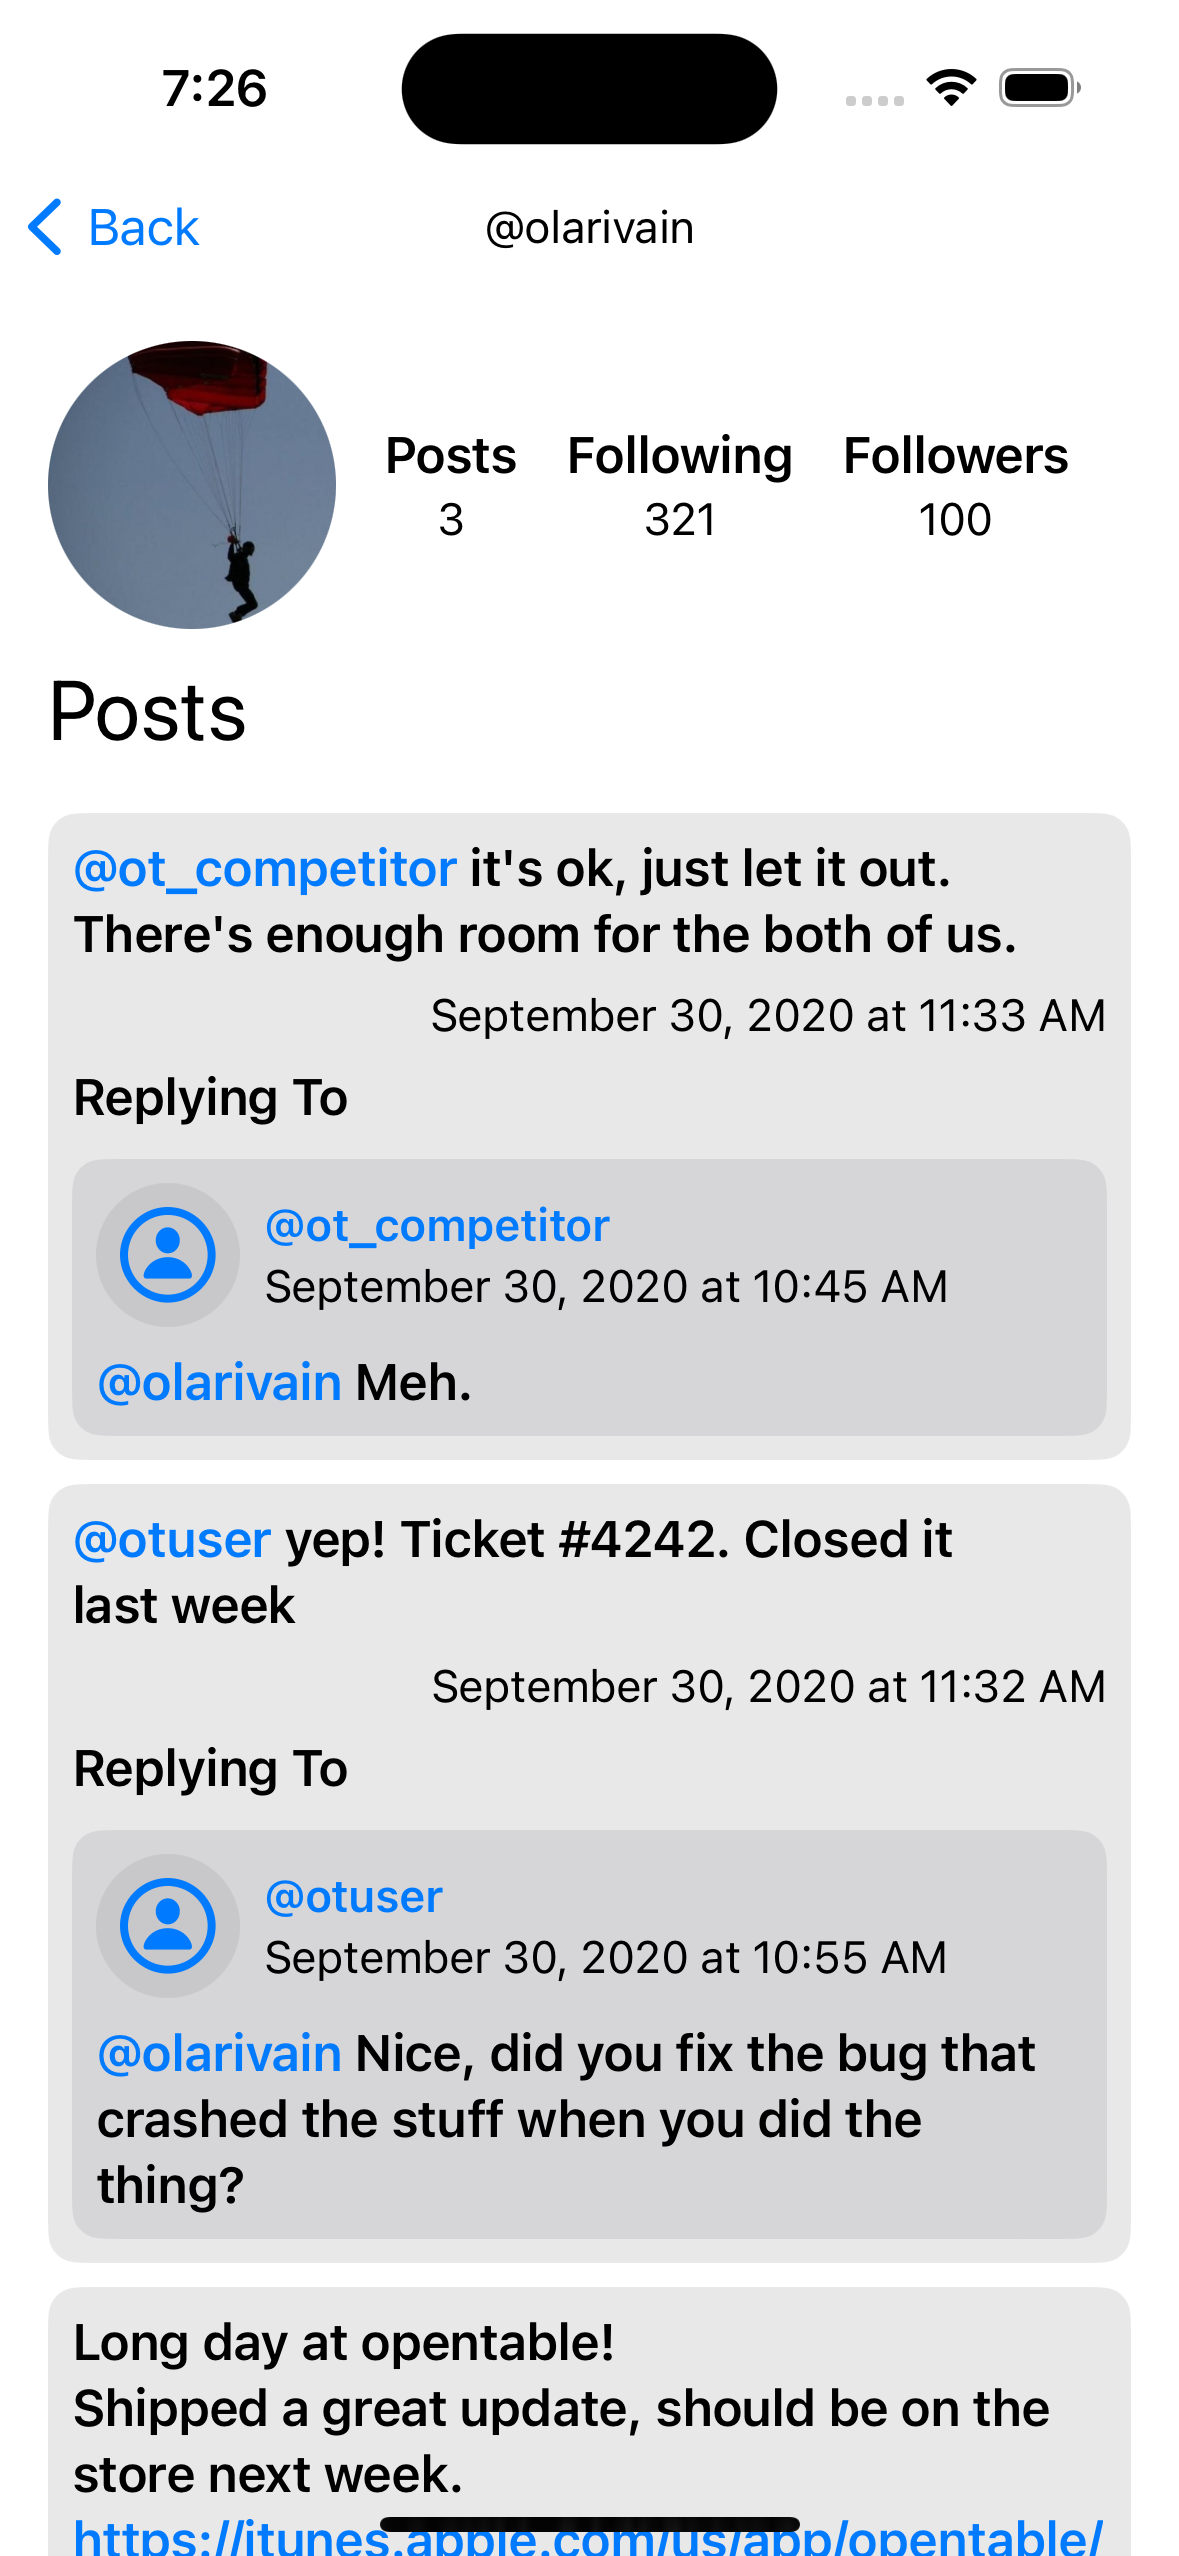 7:26
Back
@olarivain
Posts Following Followers
3 321 100
Posts
@ot_competitor it's ok, just let it out.
There's enough room for the both of us.
September 30, 2020 at 11:33 AM
Replying To
@ot_competitor
September 30, 2020 at 10:45 AM
@olarivain Meh.
@otuser yep! Ticket #4242. Closed it
last week
September 30, 2020 at 11:32 AM
Replying To
@otuser
September 30, 2020 at 10:55 AM
@olarivain Nice, did you fix the bug that
crashed the stuff when you did the
thing?
Long day at opentable!
Shipped a great update, should be on the
store next week.
https://itunes.apple.com/us/app/opentable/